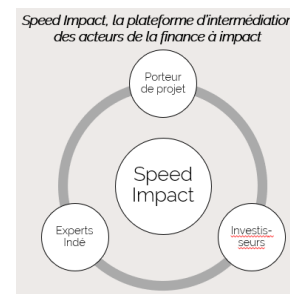 Speed Impact, la plateforme d'intermédiation
des acteurs de la finance à impact
Porteur
de projet
Speed
Impact
Experts
Indé
Investis-
seurs